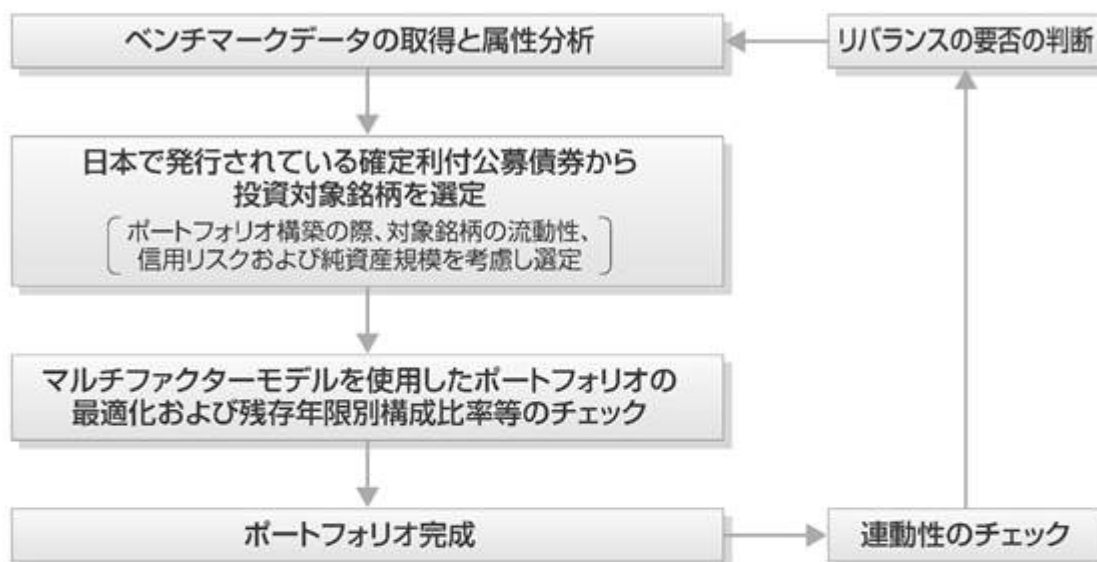 ベンチマークデータの取得と属性分析
リバランスの要否の判断
日本で発行されている確定利付公募債券から
投資対象銘柄を選定
ポートフォリオ構築の際、対象銘柄の流動性、
信用リスクおよび純資産規模を考慮し選定
マルチファクターモデルを使用したポートフォリオの
最適化および残存年限別構成比率等のチェック
ポートフォリオ完成
連動性のチェック